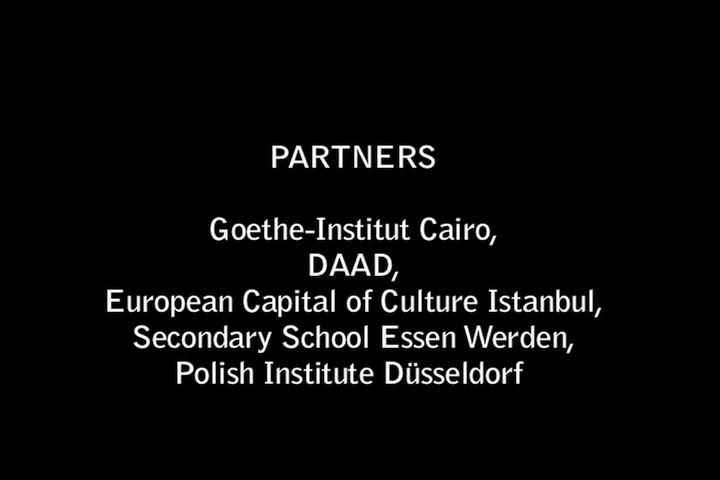 PARTNERS
Goethe-Institut Cairo,
DAAD,
European Capital of Culture Istanbul,
Secondary School Essen Werden,
Polish Institute Düsseldorf